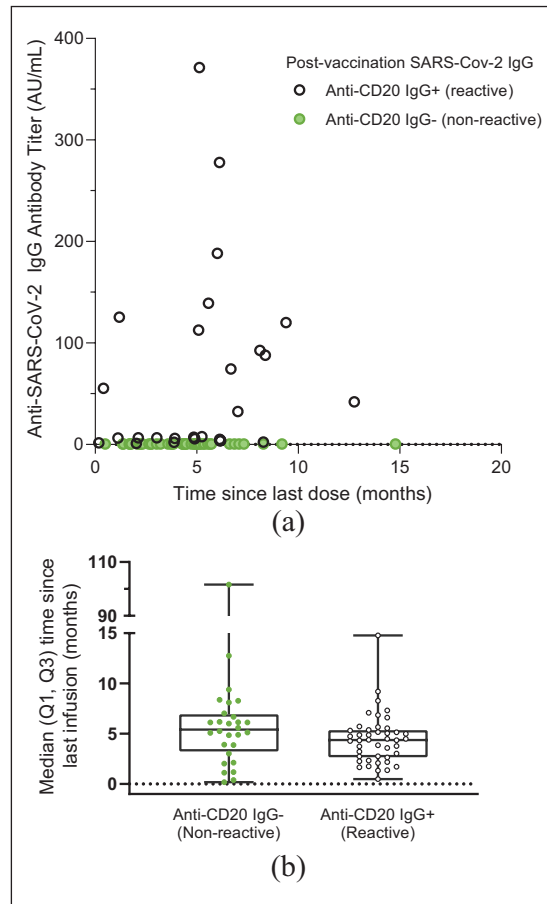 400
300
200
100
0
Anti-SARS-CoV-2 IgG Antibody Titer (AU/mL)
Post-vaccination SARS-Cov-2 IgG
Anti-CD20 IgG+ (reactive)
Anti-CD20 IgG- (non-reactive)
0 5 10 15 20
Time since last dose (months)
(a)
110
90
15
10
5
0
Median (Q1, Q3) time since
last infusion (months)
Anti-CD20 IgG-
(Non-reactive)
Anti-CD20 IgG+
(Reactive)
(b)